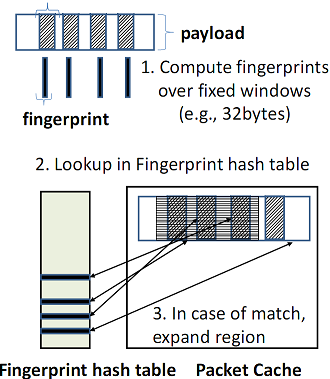 payload
1. Compute fingerprints
over fixed windows
(e.g., 32bytes)
fingerprint
2. Lookup in Fingerprint hash table
3. In case of match,
expand region
Fingerprint hash table
Packet Cache